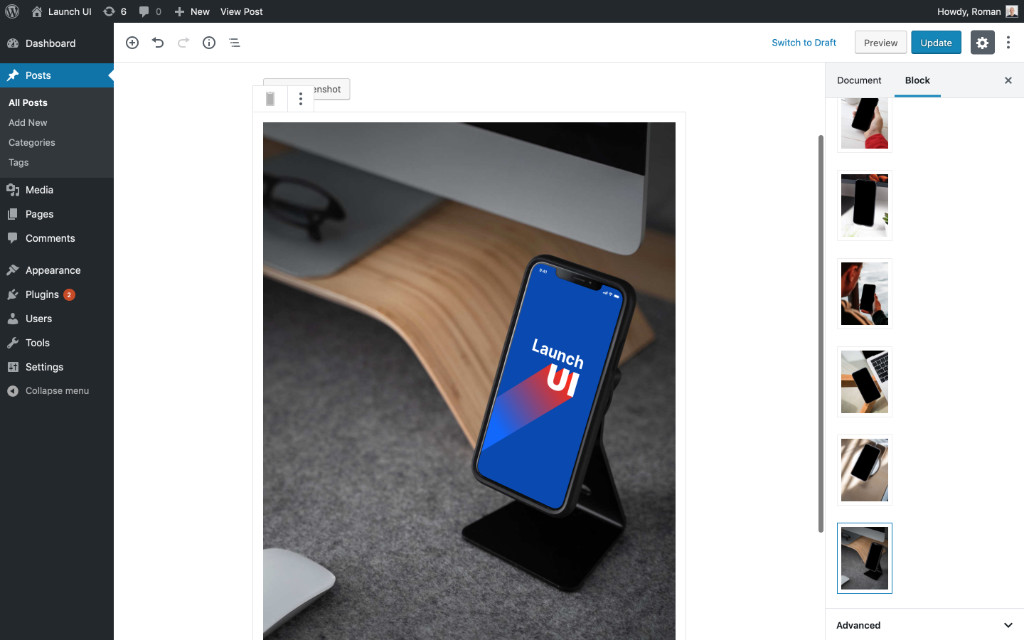 Launch UI
6
0
New
View Post
Howdy, Roman
Dashboard
Posts
All Posts
Add New
Categories
Tags
Media
Pages
Comments
Appearance
Plugins 2
Users
Tools
Settings
Collapse menu
Switch to Draft
Preview
Update
Document
Block
enshot
9:41
Launch
UI
Advanced